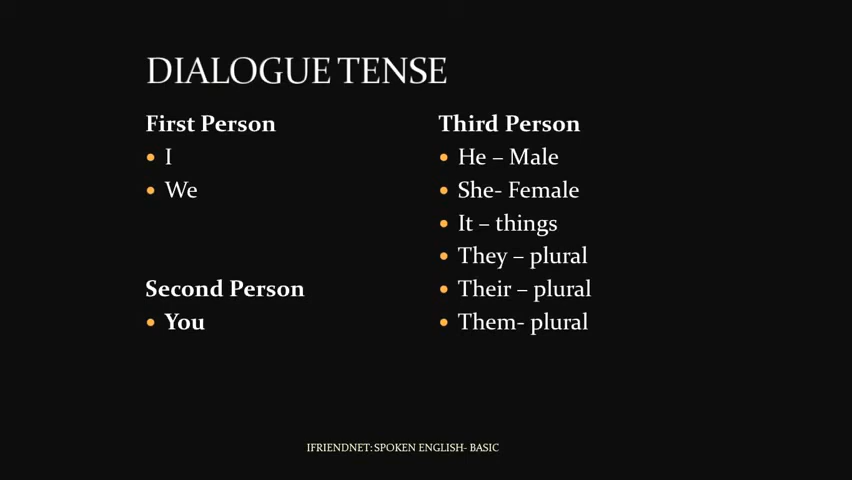 DIALOGUE TENSE
First Person
• I
• We
Second Person
• You
Third Person
• He – Male
• She- Female
• It – things
• They – plural
• Their – plural
• Them- plural
IFRIENDNET: SPOKEN ENGLISH- BASIC